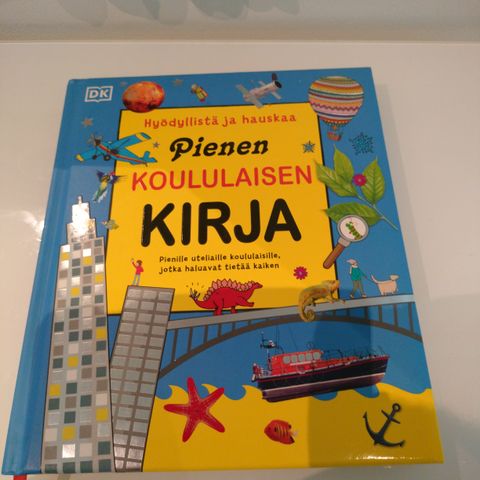 DK
Hyödyllistä ja hauskaa
Pienen
KOULULAISEN
KIRJA
Pienille uteliaille koululaisille,
jotka haluavat tietää kaiken